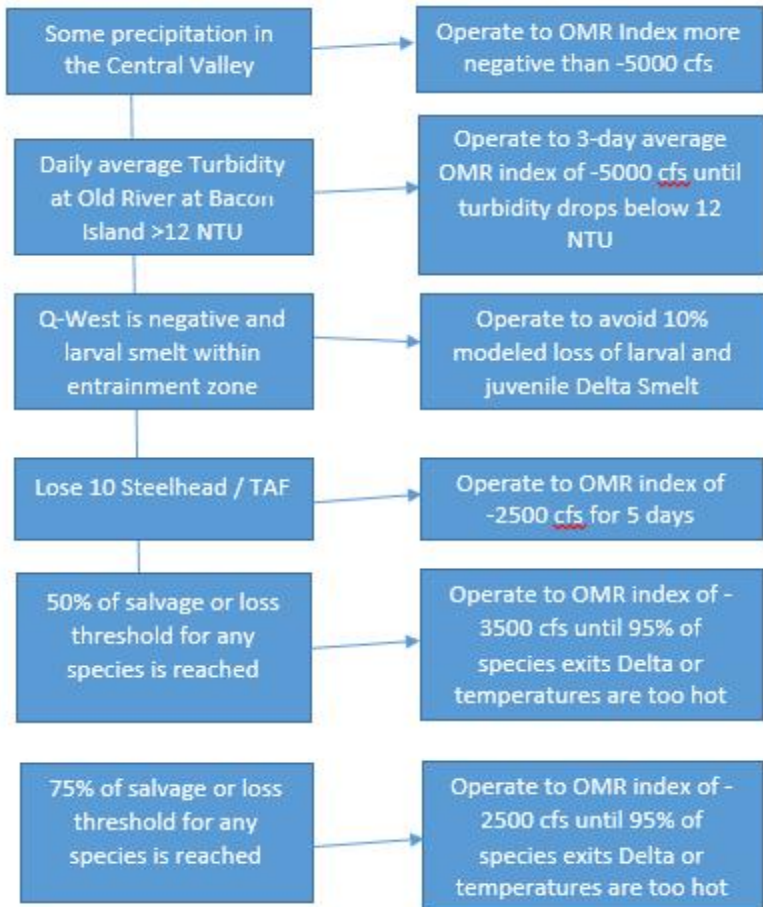 Some precipitation in
the Central Valley
Operate to OMR Index more
negative than -5000 cfs
Daily average Turbidity
at Old River at Bacon
Island >12 NTU
Operate to 3-day average
OMR index of -5000 cfs until
turbidity drops below 12
NTU
Q-West is negative and
larval smelt within
entrainment zone
Operate to avoid 10%
modeled loss of larval and
juvenile Delta Smelt
Lose 10 Steelhead / TAF
Operate to OMR index of
-2500 cfs for 5 days
50% of salvage or loss
threshold for any
species is reached
Operate to OMR index of -
3500 cfs until 95% of
species exits Delta or
temperatures are too hot
75% of salvage or loss
threshold for any
species is reached
Operate to OMR index of -
2500 cfs until 95% of
species exits Delta or
temperatures are too hot